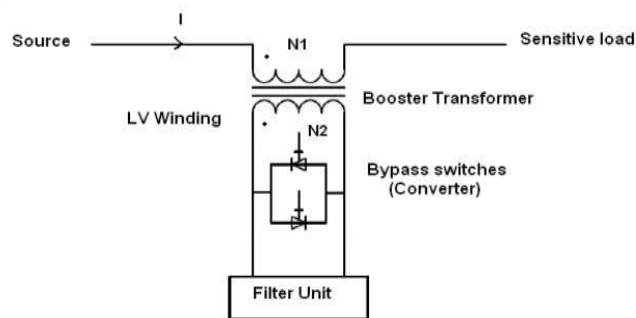 I
Source
N1
Sensitive load
Booster Transformer
LV Winding
N2
Bypass switches
(Converter)
Filter Unit